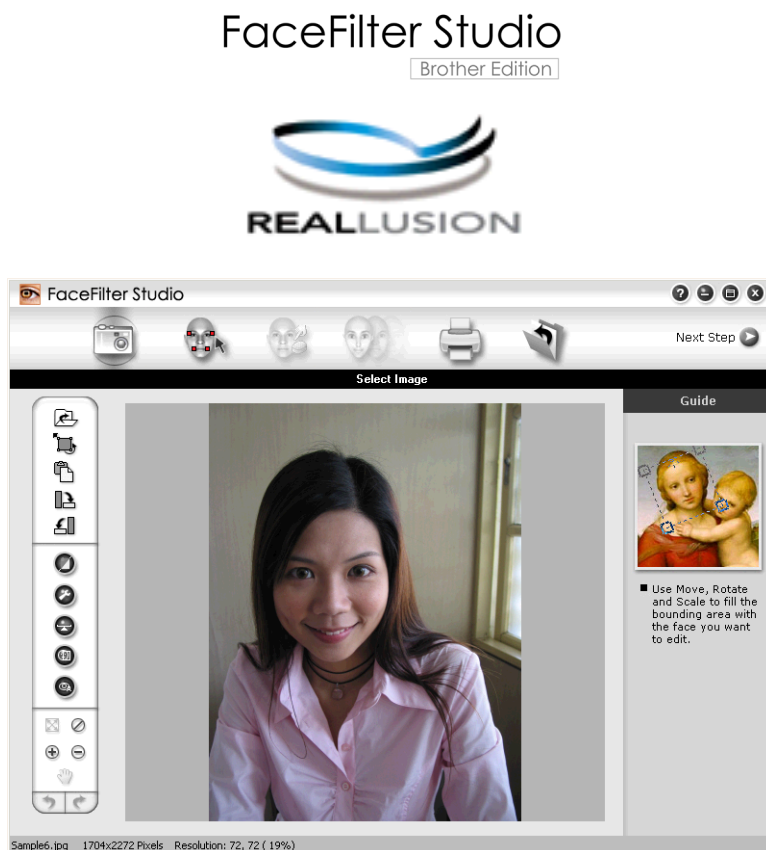 FaceFilter Studio
Brother Edition
REALLUSION
FaceFilter Studio
Next Step
Select Image
Guide
Use Move, Rotate
and Scale to fill the
bounding area with
the face you want
to edit.
Sample6.jpg 1704x2272 Pixels Resolution: 72, 72 ( 19%)